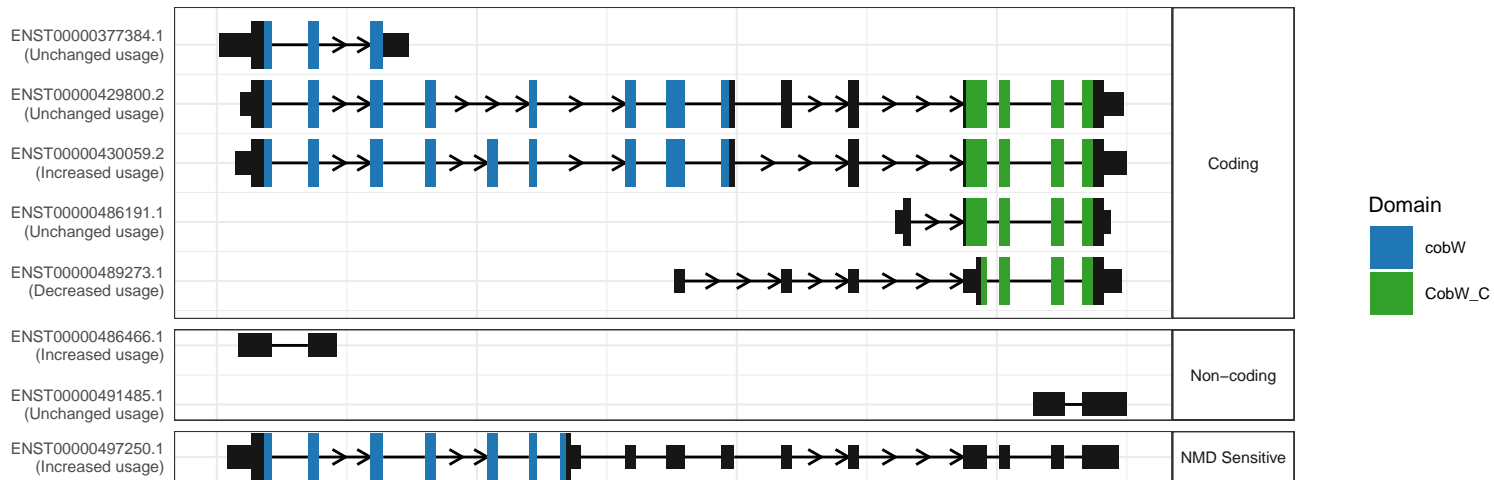 ENST00000377384.1
(Unchanged usage)
ENST00000429800.2
(Unchanged usage)
ENST00000430059.2
(Increased usage)
ENST00000486191.1
(Unchanged usage)
ENST00000489273.1
(Decreased usage)
Coding
ENST00000486466.1
(Increased usage)
ENST00000491485.1
(Unchanged usage)
Non−coding
ENST00000497250.1
(Increased usage)
NMD Sensitive
Domain
cobW
CobW_C